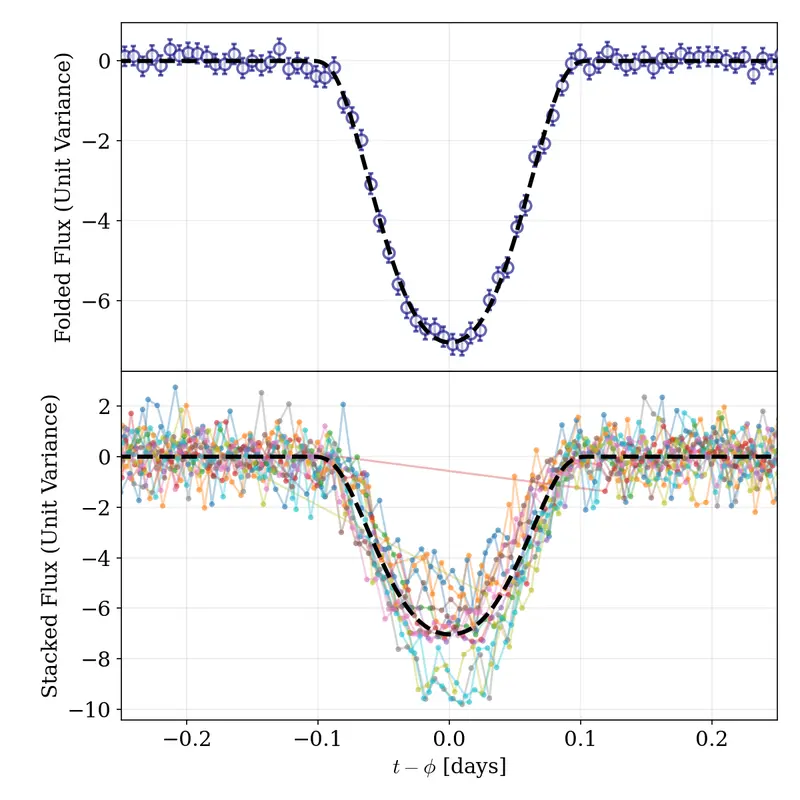 Folded Flux (Unit Variance)
0
−2
−4
−6
Stacked Flux (Unit Variance)
2
0
−2
−4
−6
−8
−10
−0.2 −0.1 0.0 0.1 0.2
t − ϕ [days]